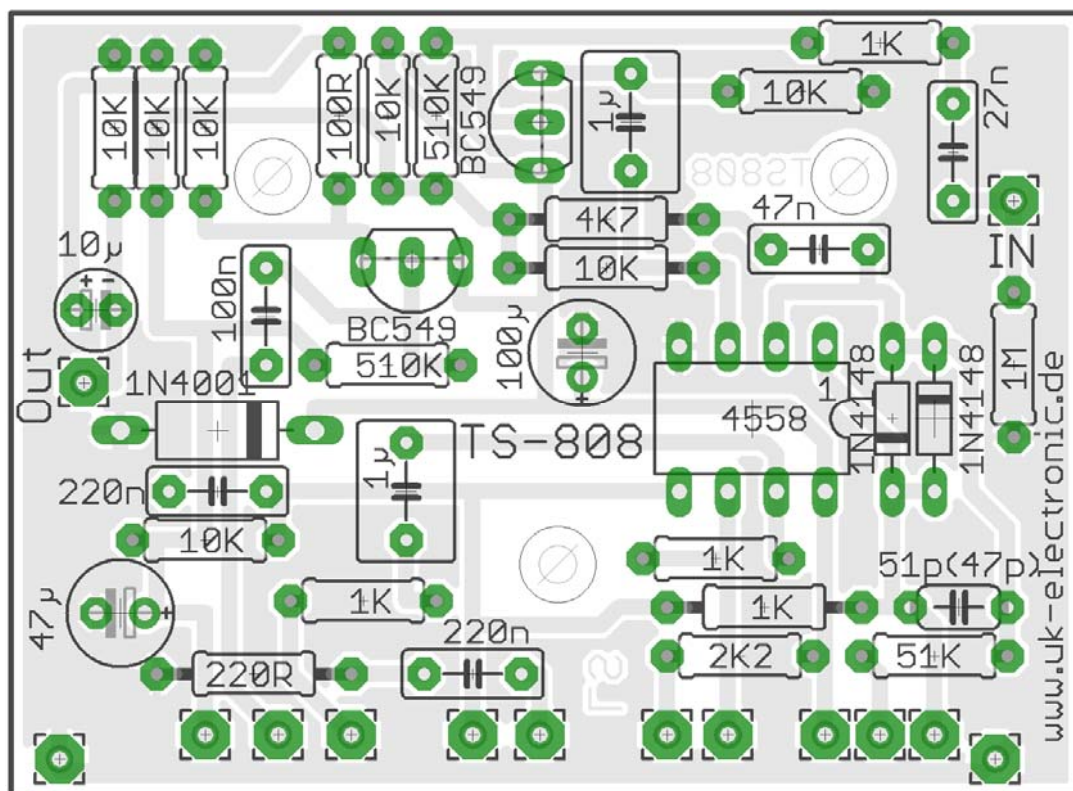 1K
10K
27n
10K
10K
10K
100R
10K
510K
BC549
1µ
TS808
4K7
47n
IN
10K
10µ
100n
BC549
100µ
510K
1
1N4148
1N4148
1M
Out
1N4001
4558
TS-808
1µ
220n
10K
1K
51p(47p)
47µ
1K
1K
220n
2K2
51K
220R
www.uk-electronic.de